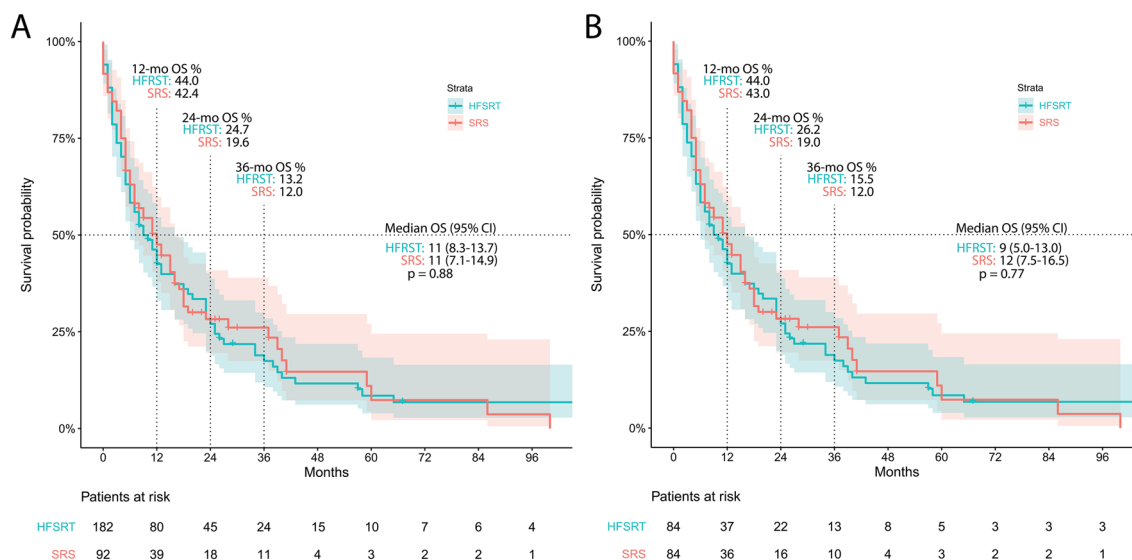 A
100%
75%
50%
25%
0%
Survival probability
12-mo OS %
HFRST: 44.0
SRS: 42.4
24-mo OS %
HFRST: 24.7
SRS: 19.6
36-mo OS %
HFRST: 13.2
SRS: 12.0
Strata
HFSRT
SRS
Median OS (95% CI)
HFRST: 11 (8.3-13.7)
SRS: 11 (7.1-14.9)
p = 0.88
0 12 24 36 48 60 72 84 96
Months
Patients at risk
HFSRT 182 80 45 24 15 10 7 6 4
SRS 92 39 18 11 4 3 2 2 1
B
100%
75%
50%
25%
0%
Survival probability
12-mo OS %
HFRST: 44.0
SRS: 43.0
24-mo OS %
HFRST: 26.2
SRS: 19.0
36-mo OS %
HFRST: 15.5
SRS: 12.0
Strata
HFSRT
SRS
Median OS (95% CI)
HFRST: 9 (5.0-13.0)
SRS: 12 (7.5-16.5)
p = 0.77
0 12 24 36 48 60 72 84 96
Months
Patients at risk
HFSRT 84 37 22 13 8 5 3 3 3
SRS 84 36 16 10 4 3 2 2 1